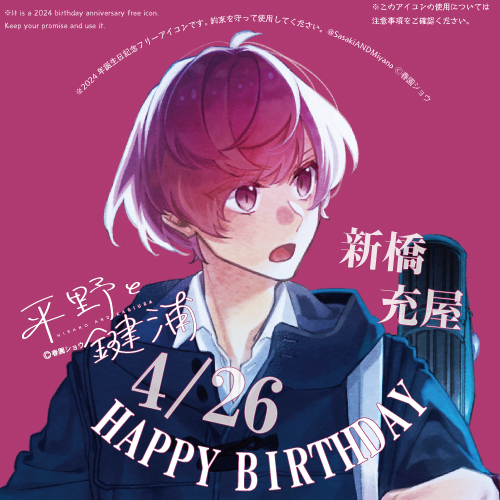 ※It is a 2024 birthday anniversary free icon.
Keep your promise and use it.
※このアイコンの使用については
注意事項をご確認ください。
※2024年誕生日記念フリーアイコンです。約束を守って使用してください。@SasakiANDMiyano ©春園ショウ
新橋
充屋
平野と
HIRANO AND KAGIURA
鍵浦
©春園ショウ
4/26
HAPPY BIRTHDAY